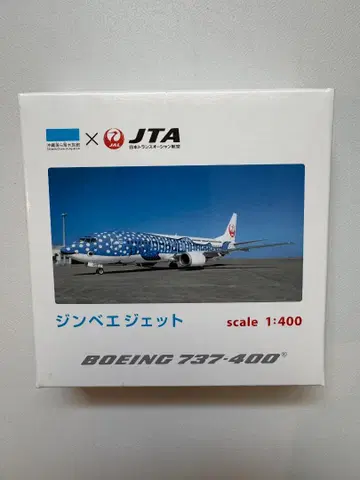 × JAL JTA
日本トランスオーシャン航空
ジンベエジェット scale 1:400
BOEING 737-400®